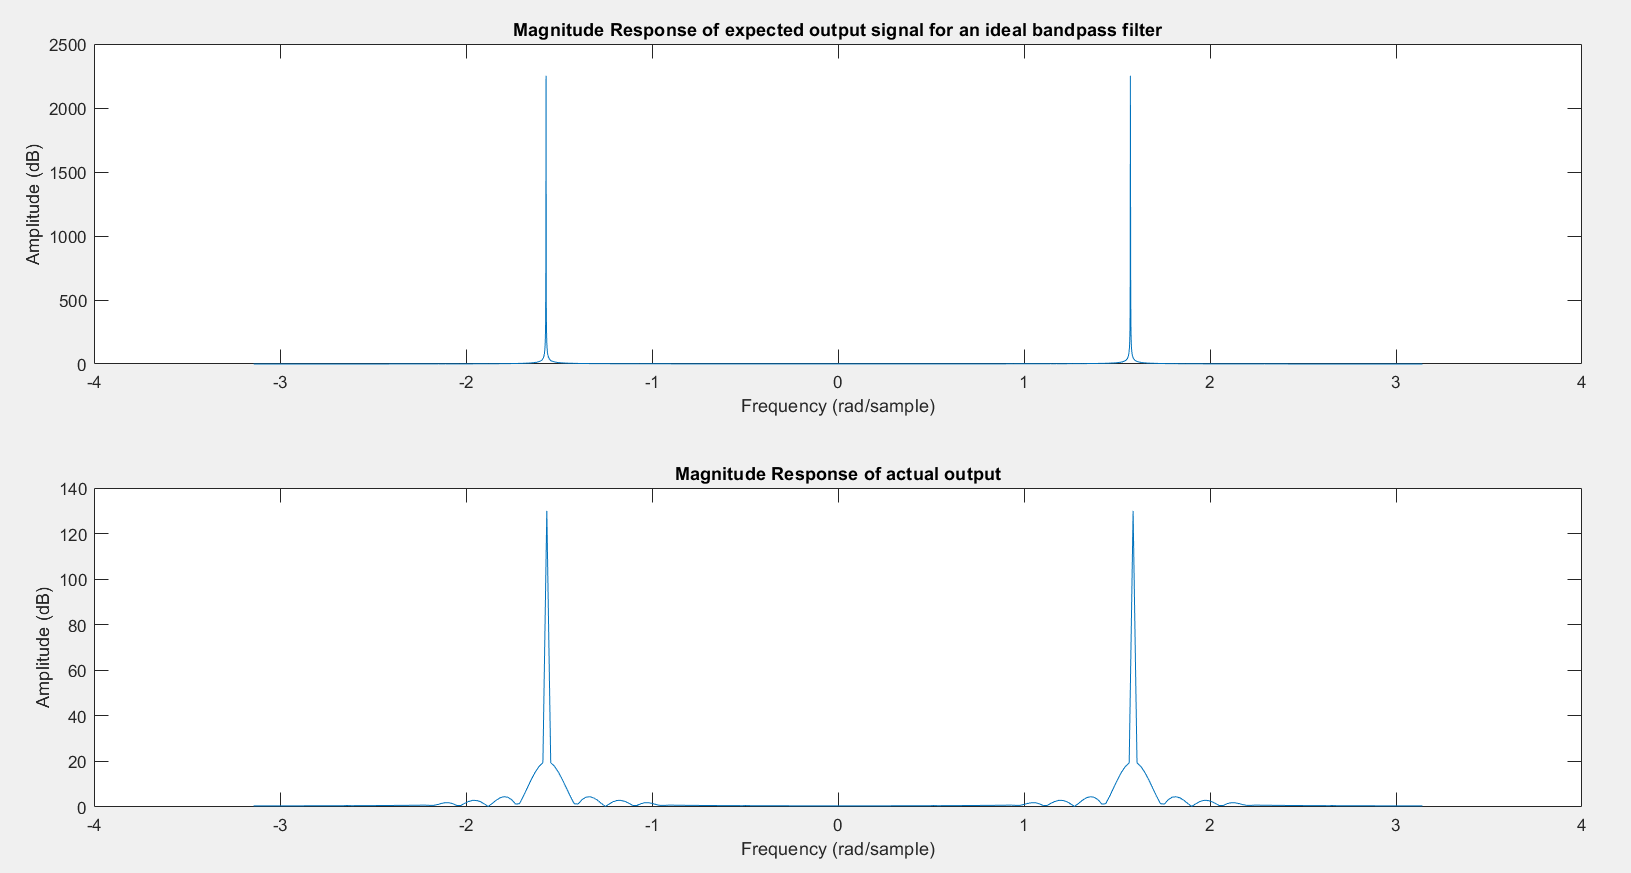 Magnitude Response of expected output signal for an ideal bandpass filter
2500
2000
1500
1000
500
0
Amplitude (dB)
-4 -3 -2 -1 0 1 2 3 4
Frequency (rad/sample)
Magnitude Response of actual output
140
120
100
80
60
40
20
0
Amplitude (dB)
-4 -3 -2 -1 0 1 2 3 4
Frequency (rad/sample)